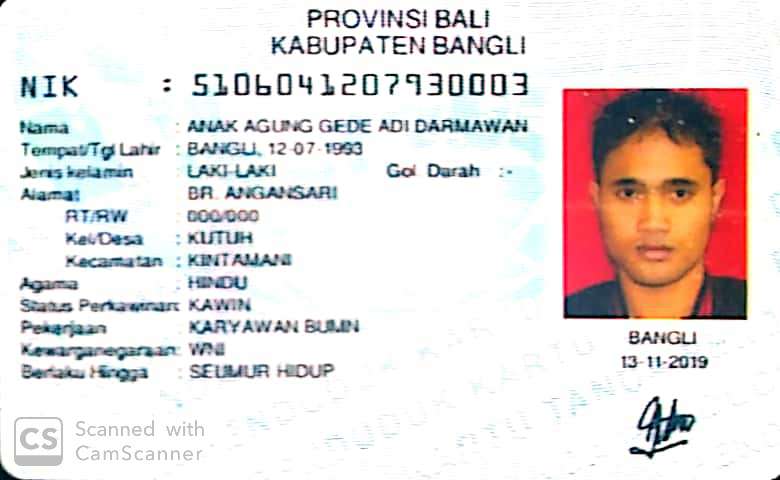 PROVINSI BALI
KABUPATEN BANGLI
NIK : 5106041207930003
Nama : ANAK AGUNG GEDE ADI DARMAWAN
Tempat/Tgl Lahir : BANGLI, 12-07-1993
Jenis kelamin : LAKI-LAKI Gol. Darah :-
Alamat : BR. ANGANSARI
RT/RW : 000/000
Kel/Desa : KUTUH
Kecamatan : KINTAMANI
Agama : HINDU
Status Perkawinan: KAWIN
Pekerjaan : KARYAWAN BUMN
Kewarganegaraan: WNI
Berlaku Hingga : SEUMUR HIDUP
BANGLI
13-11-2019
CS Scanned with
CamScanner